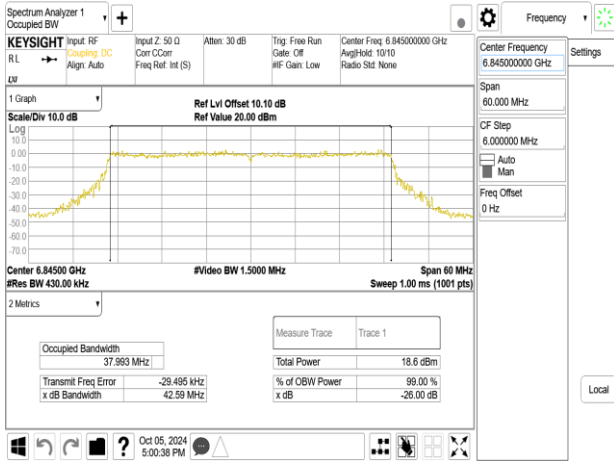 Spectrum Analyzer 1
Occupied BW
Frequency
KEYSIGHT
RL
Input: RF
Coupling: DC
Align: Auto
Input Z: 50 Ω
Corr CCorr
Freq Ref: Int (S)
Atten: 30 dB
Trig: Free Run
Gate: Off
#IF Gain: Low
Center Freq: 6.845000000 GHz
Avg|Hold: 10/10
Radio Std: None
1 Graph
Scale/Div 10.0 dB
Ref Lvl Offset 10.10 dB
Ref Value 20.00 dBm
Log
10.0
0.00
-10.0
-20.0
-30.0
-40.0
-50.0
-60.0
-70.0
Center 6.84500 GHz
#Res BW 430.00 kHz
#Video BW 1.5000 MHz
Span 60 MHz
Sweep 1.00 ms (1001 pts)
2 Metrics
Measure Trace Trace 1
Occupied Bandwidth
37.993 MHz
Total Power 18.6 dBm
Transmit Freq Error -29.495 kHz
% of OBW Power 99.00 %
x dB Bandwidth 42.59 MHz
x dB -26.00 dB
Oct 05, 2024
5:00:38 PM
Center Frequency
6.845000000 GHz
Span
60.000 MHz
CF Step
6.000000 MHz
Auto
Man
Freq Offset
0 Hz
Settings
Local